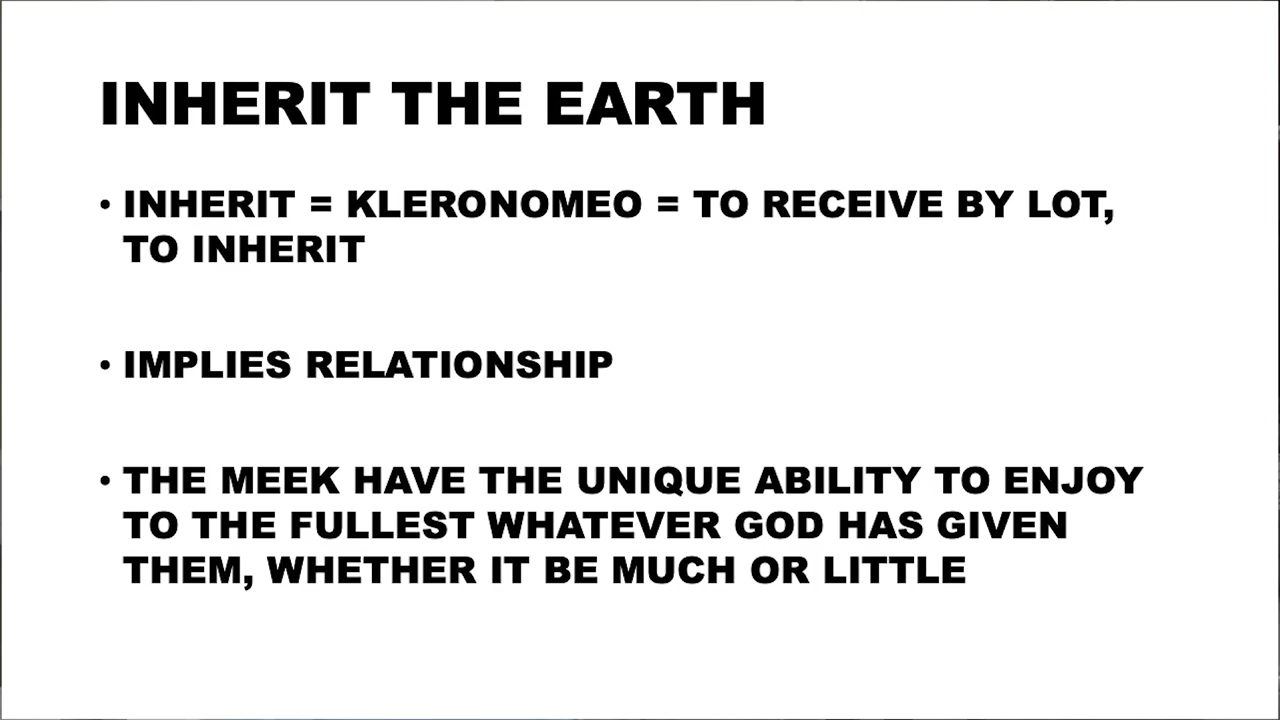 INHERIT THE EARTH
• INHERIT = KLERONOMEO = TO RECEIVE BY LOT,
TO INHERIT
• IMPLIES RELATIONSHIP
• THE MEEK HAVE THE UNIQUE ABILITY TO ENJOY
TO THE FULLEST WHATEVER GOD HAS GIVEN
THEM, WHETHER IT BE MUCH OR LITTLE